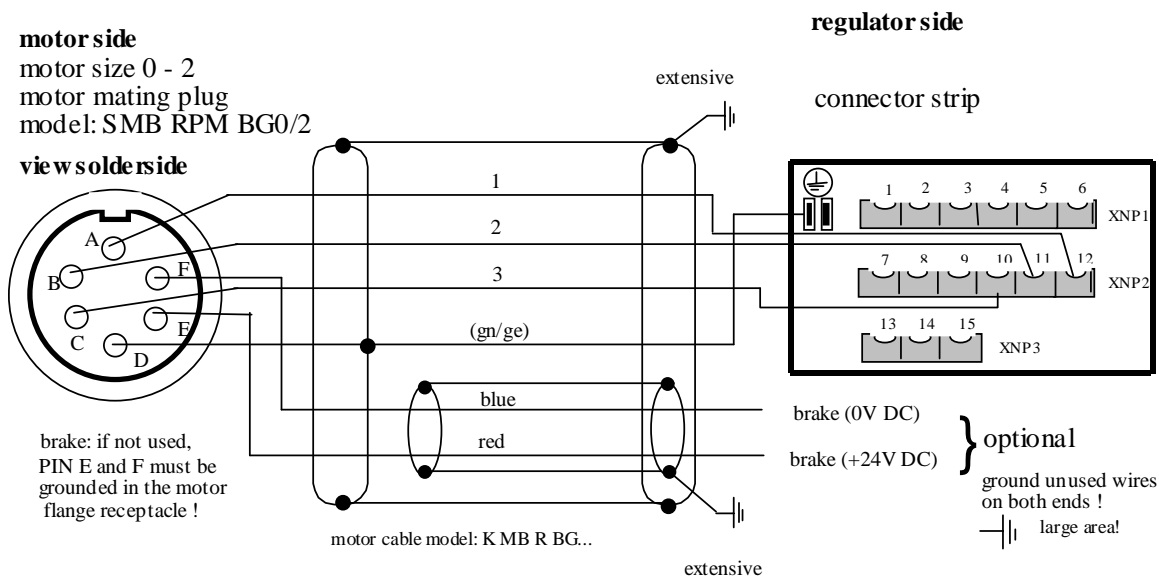 motor side
motor size 0 - 2
motor mating plug
model: SMB RPM BG0/2
view solderside
regulator side
connector strip
extensive
1
2
3
(gn/ge)
blue
red
A
B
C
D
E
F
1 2 3 4 5 6
XNP1
7 8 9 10 11 12
XNP2
13 14 15
XNP3
brake: if not used,
PIN E and F must be
grounded in the motor
flange receptacle !
brake (0V DC)
brake (+24V DC)
} optional
ground unused wires
on both ends !
large area!
motor cable model: K MB R BG...
extensive